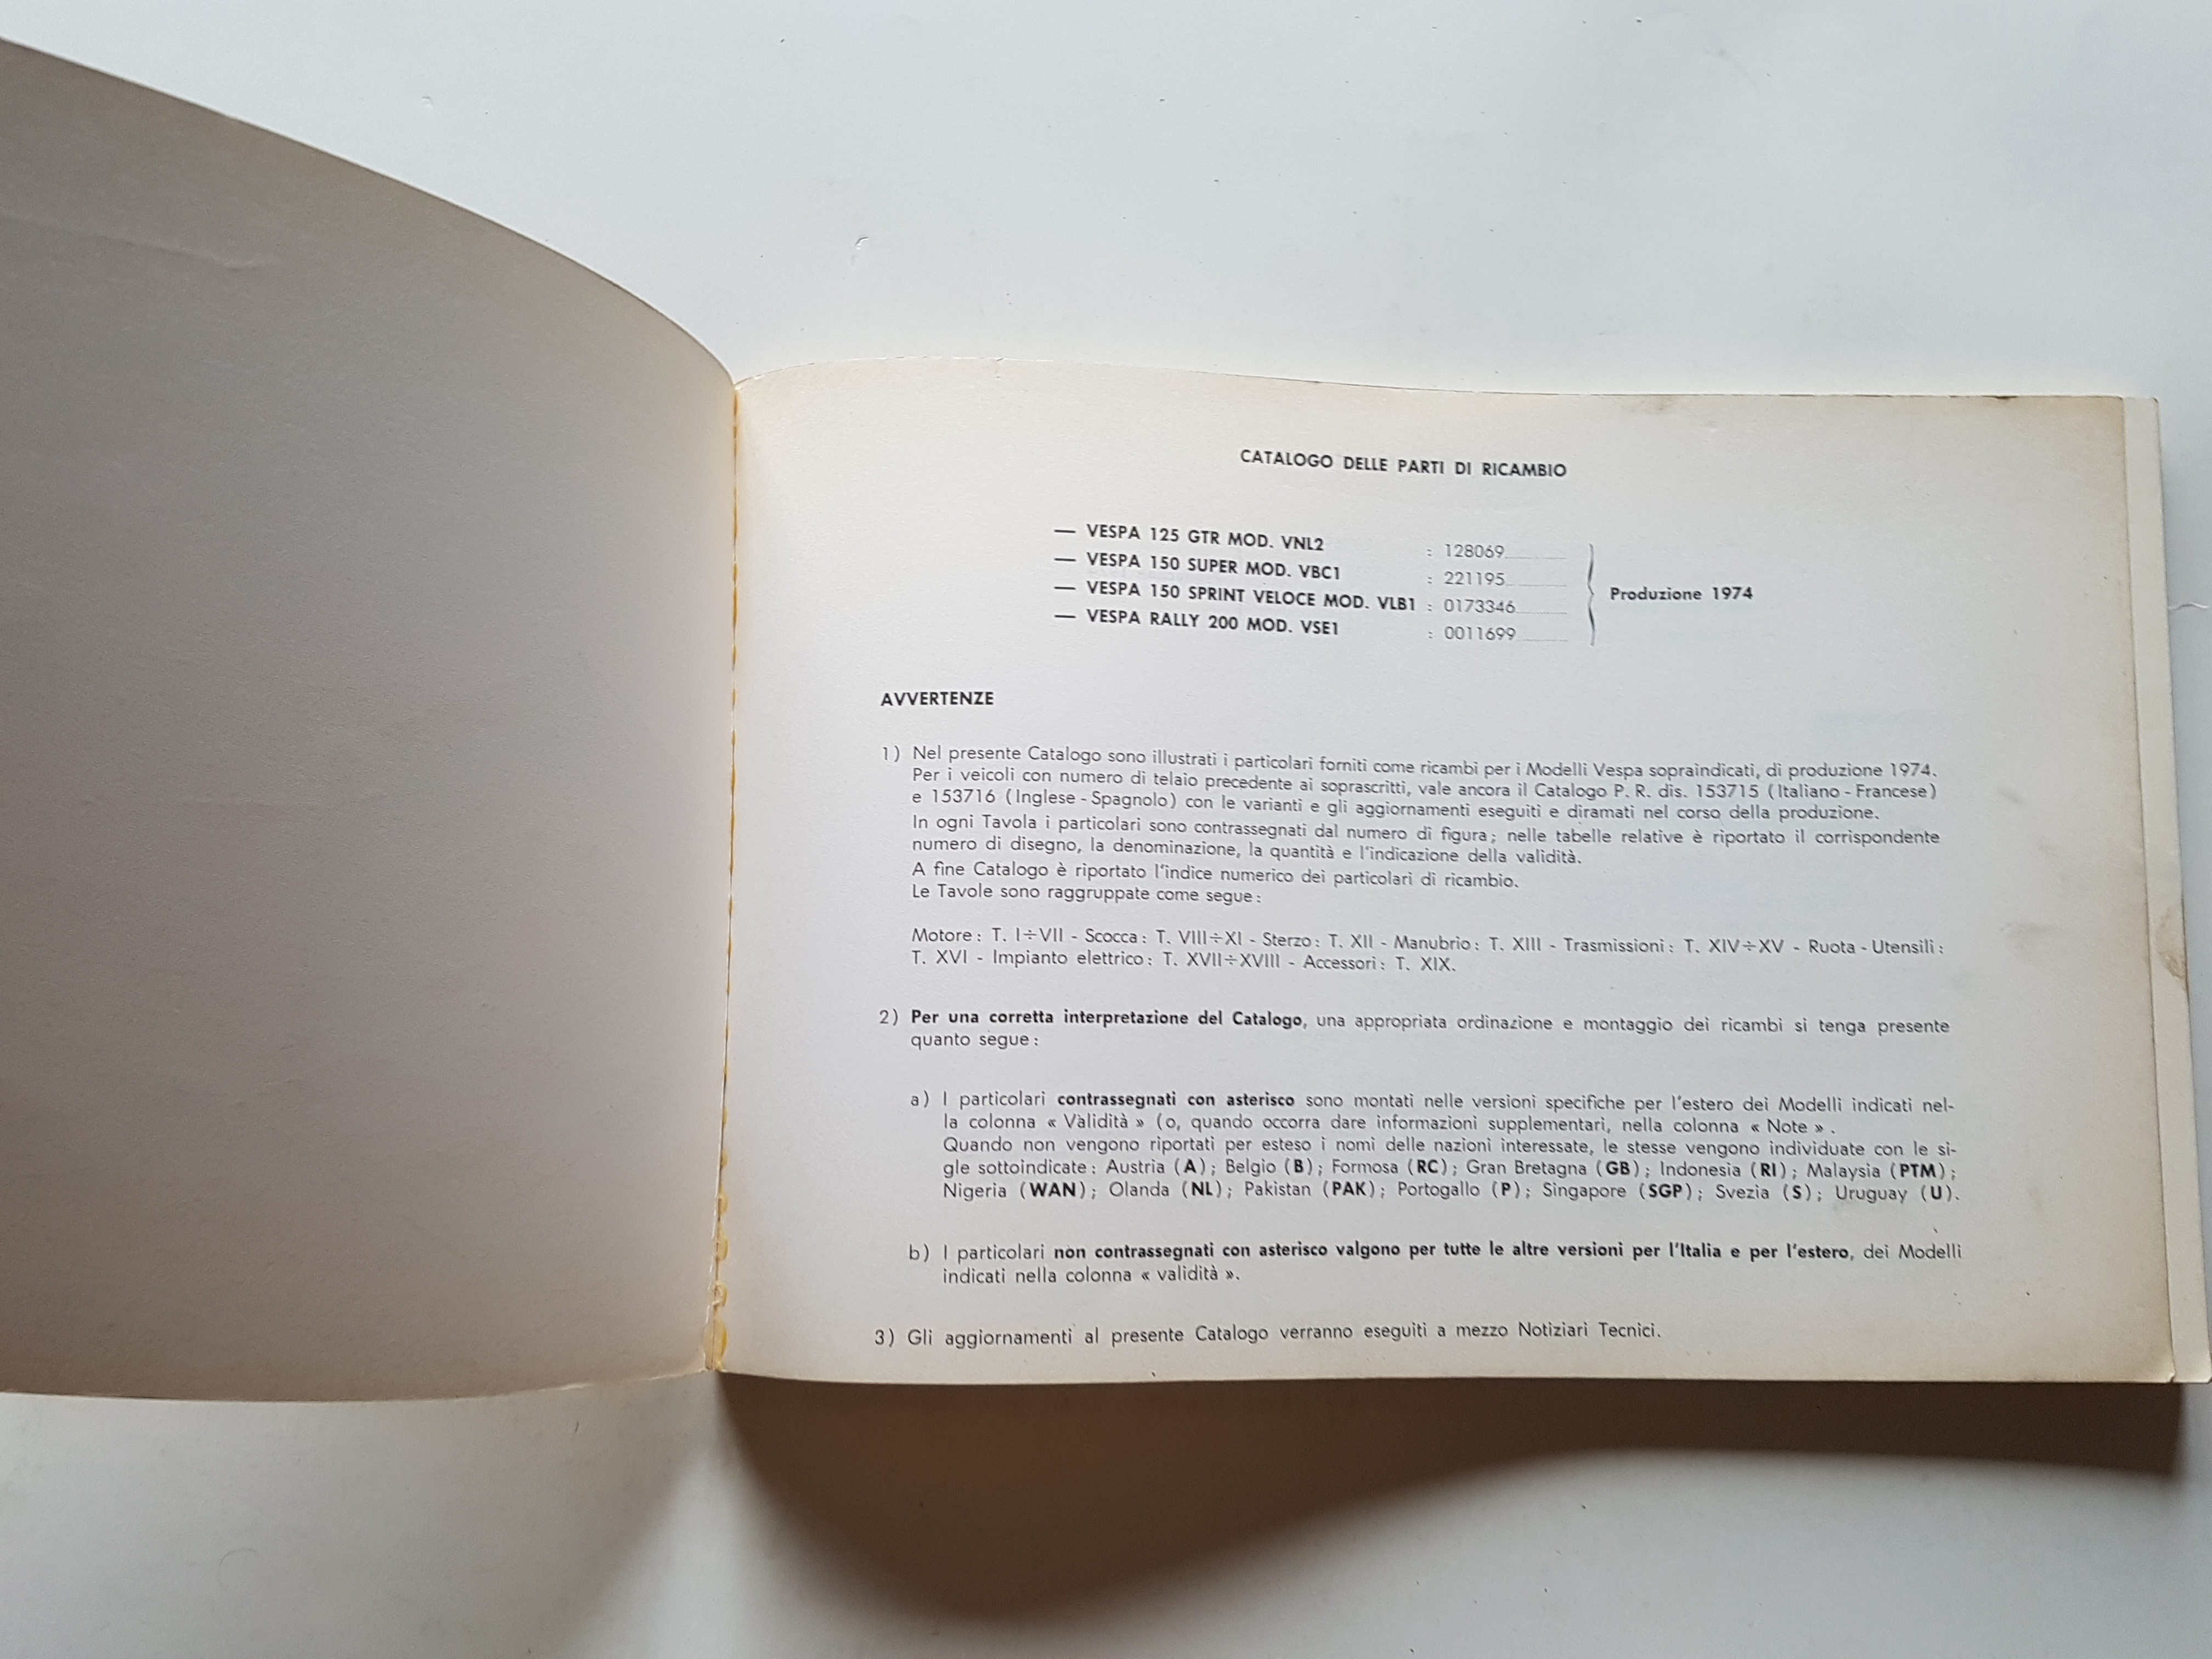 CATALOGO DELLE PARTI DI RICAMBIO
— VESPA 125 GTR MOD. VNL2 : 128069
— VESPA 150 SUPER MOD. VBC1 : 221195
— VESPA 150 SPRINT VELOCE MOD. VLB1 : 0173346
— VESPA RALLY 200 MOD. VSE1 : 0011699
Produzione 1974
AVVERTENZE
1) Nel presente Catalogo sono illustrati i particolari forniti come ricambi per i Modelli Vespa sopraindicati, di produzione 1974.
Per i veicoli con numero di telaio precedente ai soprascritti, vale ancora il Catalogo P. R. dis. 153715 (Italiano - Francese)
e 153716 (Inglese - Spagnolo) con le varianti e gli aggiornamenti eseguiti e diramati nel corso della produzione.
In ogni Tavola i particolari sono contrassegnati dal numero di figura; nelle tabelle relative è riportato il corrispondente
numero di disegno, la denominazione, la quantità e l'indicazione della validità.
A fine Catalogo è riportato l'indice numerico dei particolari di ricambio.
Le Tavole sono raggruppate come segue:
Motore: T. I÷VII - Scocca: T. VIII÷XI - Sterzo: T. XII - Manubrio: T. XIII - Trasmissioni: T. XIV÷XV - Ruota - Utensili:
T. XVI - Impianto elettrico: T. XVII÷XVIII - Accessori: T. XIX.
2) Per una corretta interpretazione del Catalogo, una appropriata ordinazione e montaggio dei ricambi si tenga presente
quanto segue:
a) I particolari contrassegnati con asterisco sono montati nelle versioni specifiche per l'estero dei Modelli indicati nel-
la colonna « Validità » (o, quando occorra dare informazioni supplementari, nella colonna « Note » .
Quando non vengono riportati per esteso i nomi delle nazioni interessate, le stesse vengono individuate con le si-
gle sottoindicate: Austria (A); Belgio (B); Formosa (RC); Gran Bretagna (GB); Indonesia (RI); Malaysia (PTM);
Nigeria (WAN); Olanda (NL); Pakistan (PAK); Portogallo (P); Singapore (SGP); Svezia (S); Uruguay (U).
b) I particolari non contrassegnati con asterisco valgono per tutte le altre versioni per l'Italia e per l'estero, dei Modelli
indicati nella colonna « validità ».
3) Gli aggiornamenti al presente Catalogo verranno eseguiti a mezzo Notiziari Tecnici.